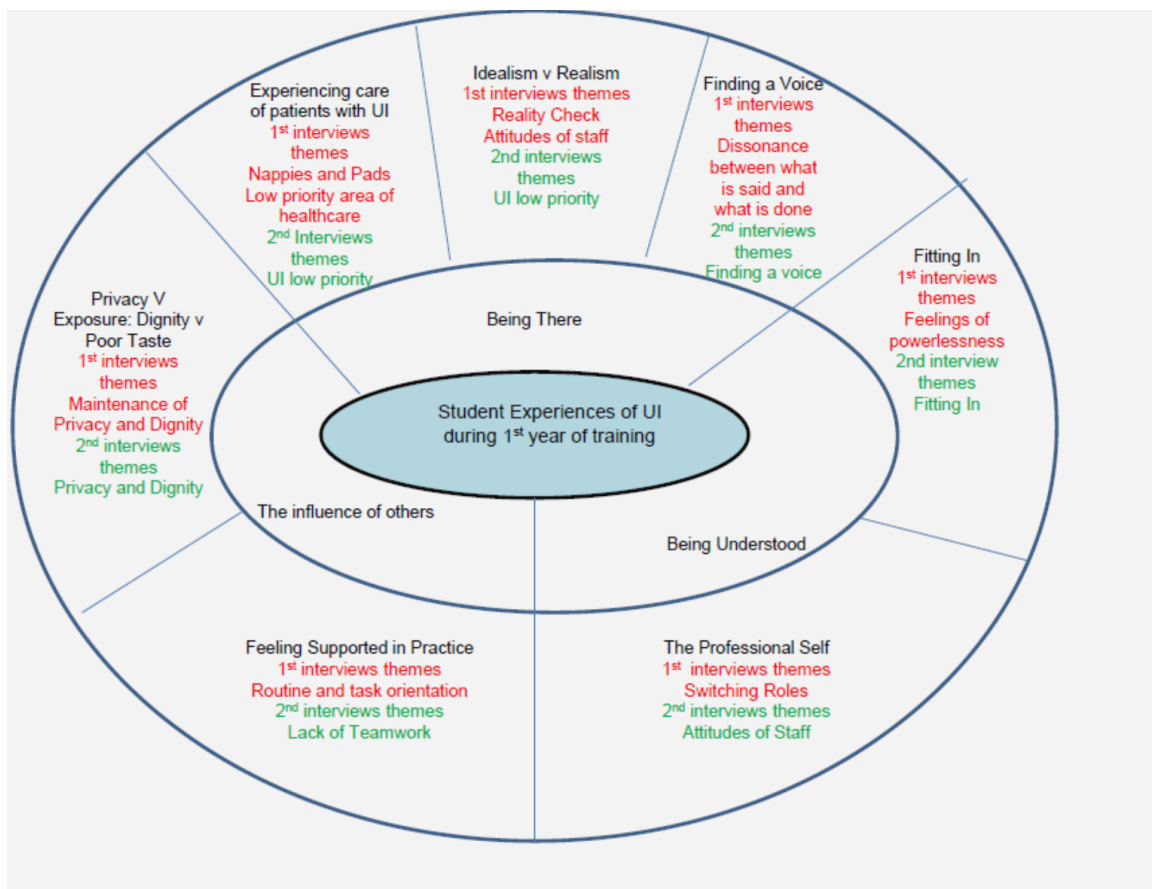 Experiencing care
of patients with UI
1st interviews
themes
Nappies and Pads
Low priority area of
healthcare
2nd Interviews
themes
UI low priority
Idealism v Realism
1st interviews themes
Reality Check
Attitudes of staff
2nd interviews
themes
UI low priority
Finding a Voice
1st interviews
themes
Dissonance
between what
is said and
what is done
2nd interviews
themes
Finding a voice
Fitting In
1st interviews
themes
Feelings of
powerlessness
2nd interview
themes
Fitting In
Privacy V
Exposure: Dignity v
Poor Taste
1st interviews
themes
Maintenance of
Privacy and Dignity
2nd interviews
themes
Privacy and Dignity
Being There
Student Experiences of UI
during 1st year of training
The influence of others
Being Understood
Feeling Supported in Practice
1st interviews themes
Routine and task orientation
2nd interviews themes
Lack of Teamwork
The Professional Self
1st interviews themes
Switching Roles
2nd interviews themes
Attitudes of Staff